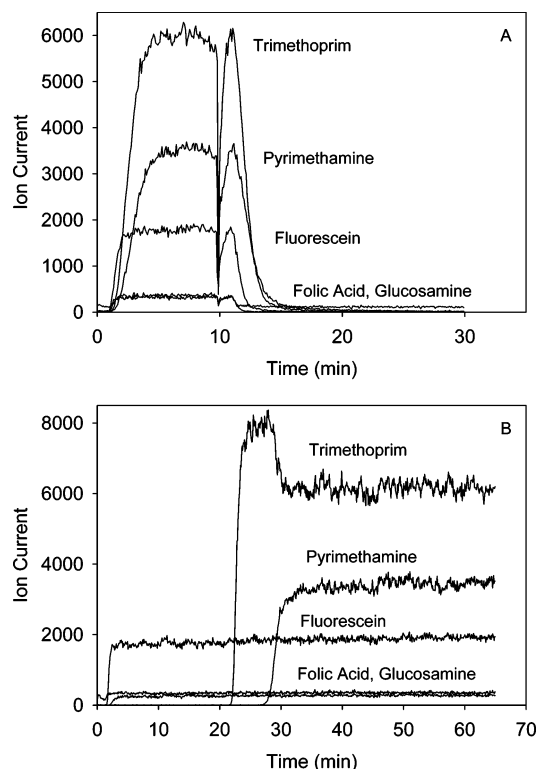 A
6000
5000
4000
3000
2000
1000
0
Ion Current
Trimethoprim
Pyrimethamine
Fluorescein
Folic Acid, Glucosamine
0 10 20 30
Time (min)
B
8000
6000
4000
2000
0
Ion Current
Trimethoprim
Pyrimethamine
Fluorescein
Folic Acid, Glucosamine
0 10 20 30 40 50 60 70
Time (min)